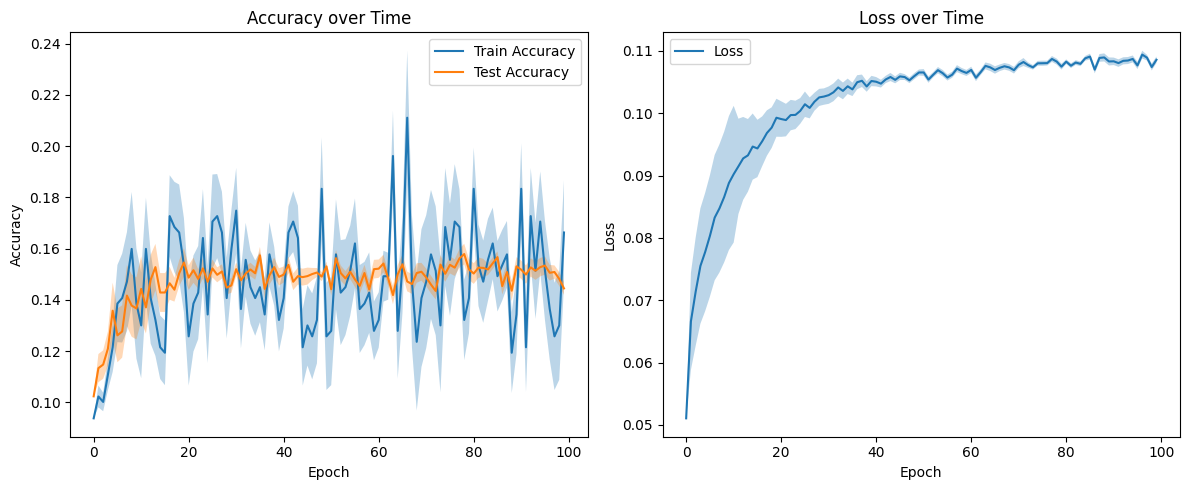 Accuracy over Time
Train Accuracy
Test Accuracy
Accuracy
0.24
0.22
0.20
0.18
0.16
0.14
0.12
0.10
0 20 40 60 80 100
Epoch
Loss over Time
Loss
Loss
0.11
0.10
0.09
0.08
0.07
0.06
0.05
0 20 40 60 80 100
Epoch